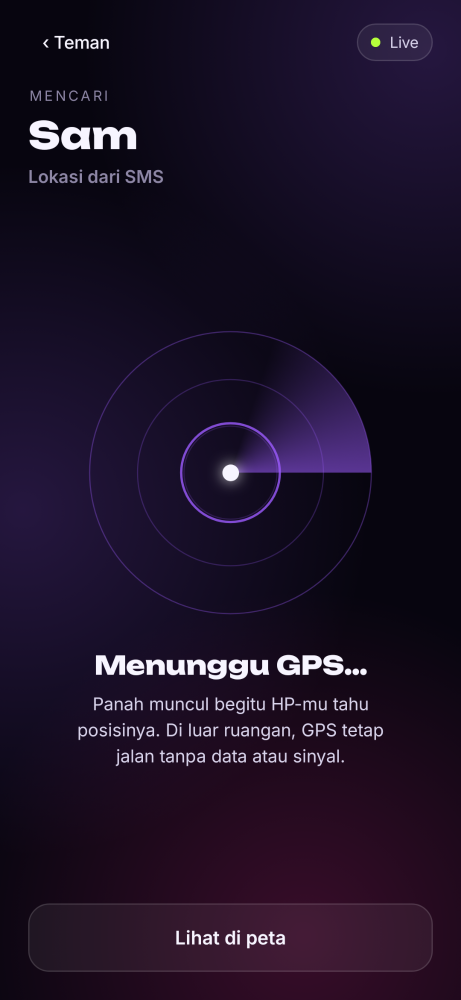 ‹ Teman
Live
MENCARI
Sam
Lokasi dari SMS
Menunggu GPS...
Panah muncul begitu HP-mu tahu
posisinya. Di luar ruangan, GPS tetap
jalan tanpa data atau sinyal.
Lihat di peta